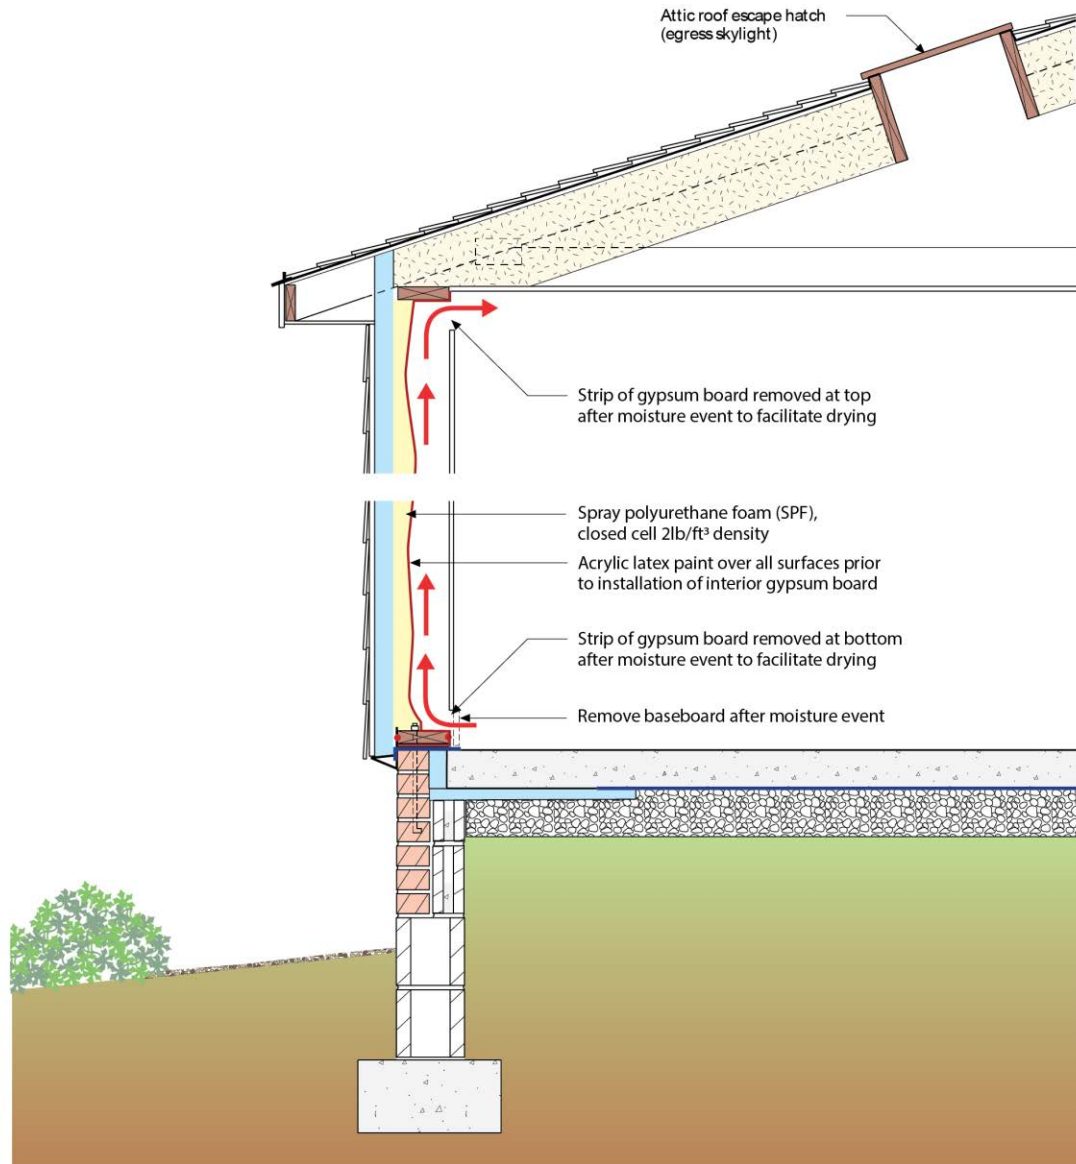 Attic roof escape hatch
(egress skylight)
Strip of gypsum board removed at top
after moisture event to facilitate drying
Spray polyurethane foam (SPF),
closed cell 2lb/ft³ density
Acrylic latex paint over all surfaces prior
to installation of interior gypsum board
Strip of gypsum board removed at bottom
after moisture event to facilitate drying
Remove baseboard after moisture event